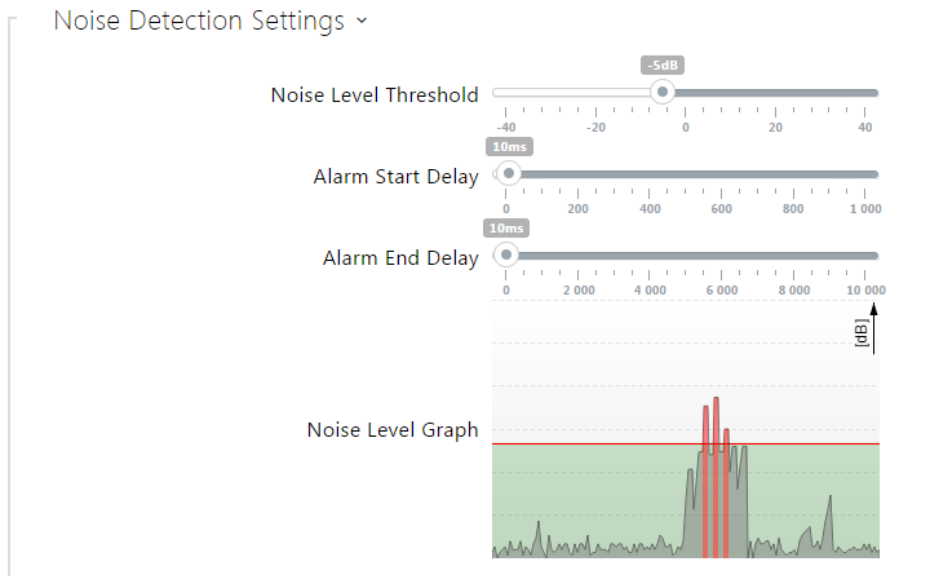 Noise Detection Settings
-5dB
Noise Level Threshold
-40 -20 0 20 40
10ms
Alarm Start Delay
0 200 400 600 800 1 000
10ms
Alarm End Delay
0 2 000 4 000 6 000 8 000 10 000
[dB]
Noise Level Graph